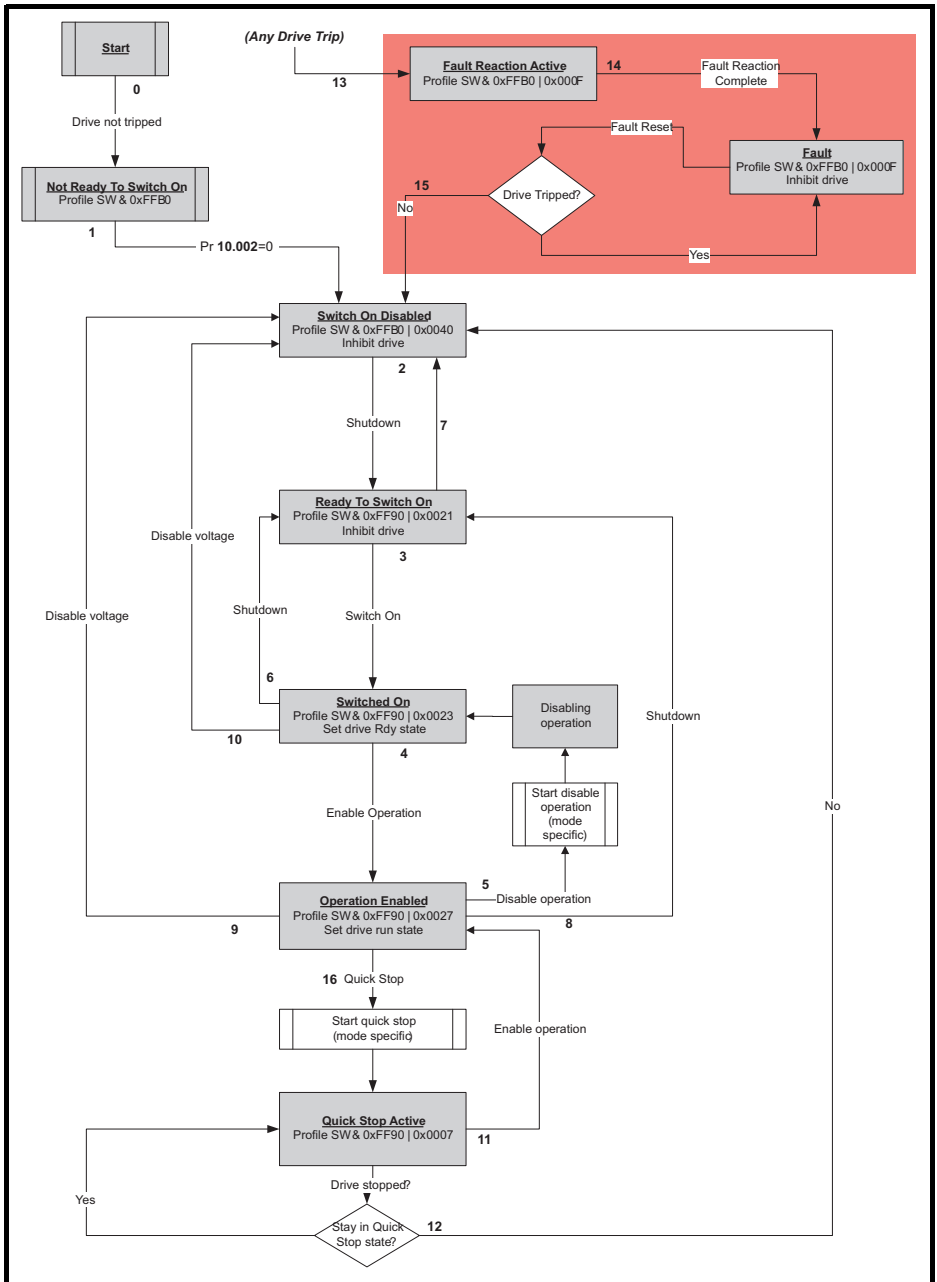 Start
0
Drive not tripped
Not Ready To Switch On
Profile SW & 0xFFB0
1
Pr 10.002=0
(Any Drive Trip)
13
Fault Reaction Active
Profile SW & 0xFFB0 | 0x000F
14
Fault Reaction
Complete
Fault Reset
Fault
Profile SW & 0xFFB0 | 0x000F
Inhibit drive
Drive Tripped?
15
No
Yes
Switch On Disabled
Profile SW & 0xFFB0 | 0x0040
Inhibit drive
2
Shutdown
7
Ready To Switch On
Profile SW & 0xFF90 | 0x0021
Inhibit drive
3
Disable voltage
Disable voltage
Shutdown
Switch On
6
Switched On
Profile SW & 0xFF90 | 0x0023
Set drive Rdy state
4
10
Disabling
operation
Shutdown
Start disable
operation
(mode
specific)
No
Enable Operation
5
Disable operation
Operation Enabled
Profile SW & 0xFF90 | 0x0027
Set drive run state
9
8
16 Quick Stop
Start quick stop
(mode specific)
Enable operation
Quick Stop Active
Profile SW & 0xFF90 | 0x0007
11
Drive stopped?
Yes
Stay in Quick
Stop state?
12